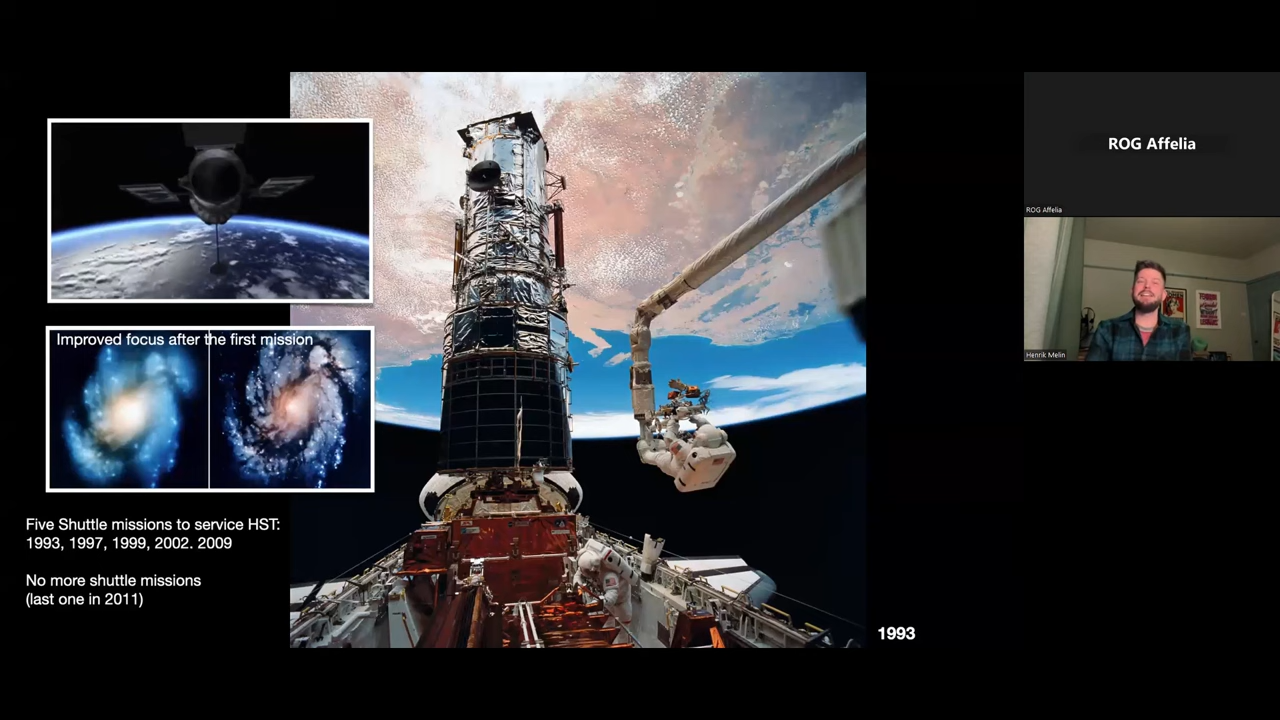 Improved focus after the first mission
Five Shuttle missions to service HST:
1993, 1997, 1999, 2002. 2009
No more shuttle missions
(last one in 2011)
1993
ROG Affelia
ROG Affelia
Henrik Melin